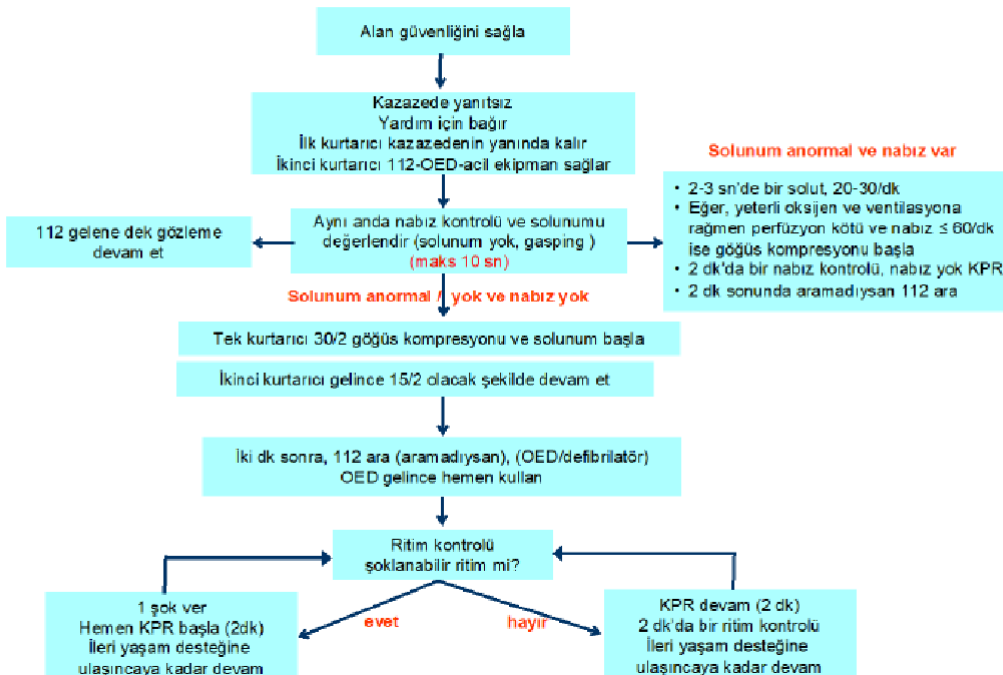 Alan güvenliğini sağla
Kazazede yanıtsız
Yardım için bağır
İlk kurtarıcı kazazedenin yanında kalır
İkinci kurtarıcı 112-OED-acil ekipman sağlar
Solunum anormal ve nabız var
• 2-3 sn'de bir solut, 20-30/dk
• Eğer, yeterli oksijen ve ventilasyona
rağmen perfüzyon kötü ve nabız ≤ 60/dk
ise göğüs kompresyonu başla
• 2 dk'da bir nabız kontrolü, nabız yok KPR
• 2 dk sonunda aramadıysan 112 ara
112 gelene dek gözleme
devam et
Aynı anda nabız kontrolü ve solunumu
değerlendir (solunum yok, gasping )
(maks 10 sn)
Solunum anormal / yok ve nabız yok
Tek kurtarıcı 30/2 göğüs kompresyonu ve solunum başla
İkinci kurtarıcı gelince 15/2 olacak şekilde devam et
İki dk sonra, 112 ara (aramadıysan), (OED/defibrilatör)
OED gelince hemen kullan
Ritim kontrolü
şoklanabilir ritim mi?
evet
hayır
1 şok ver
Hemen KPR başla (2dk)
İleri yaşam desteğine
ulaşıncaya kadar devam
KPR devam (2 dk)
2 dk'da bir ritim kontrolü
İleri yaşam desteğine
ulaşıncaya kadar devam